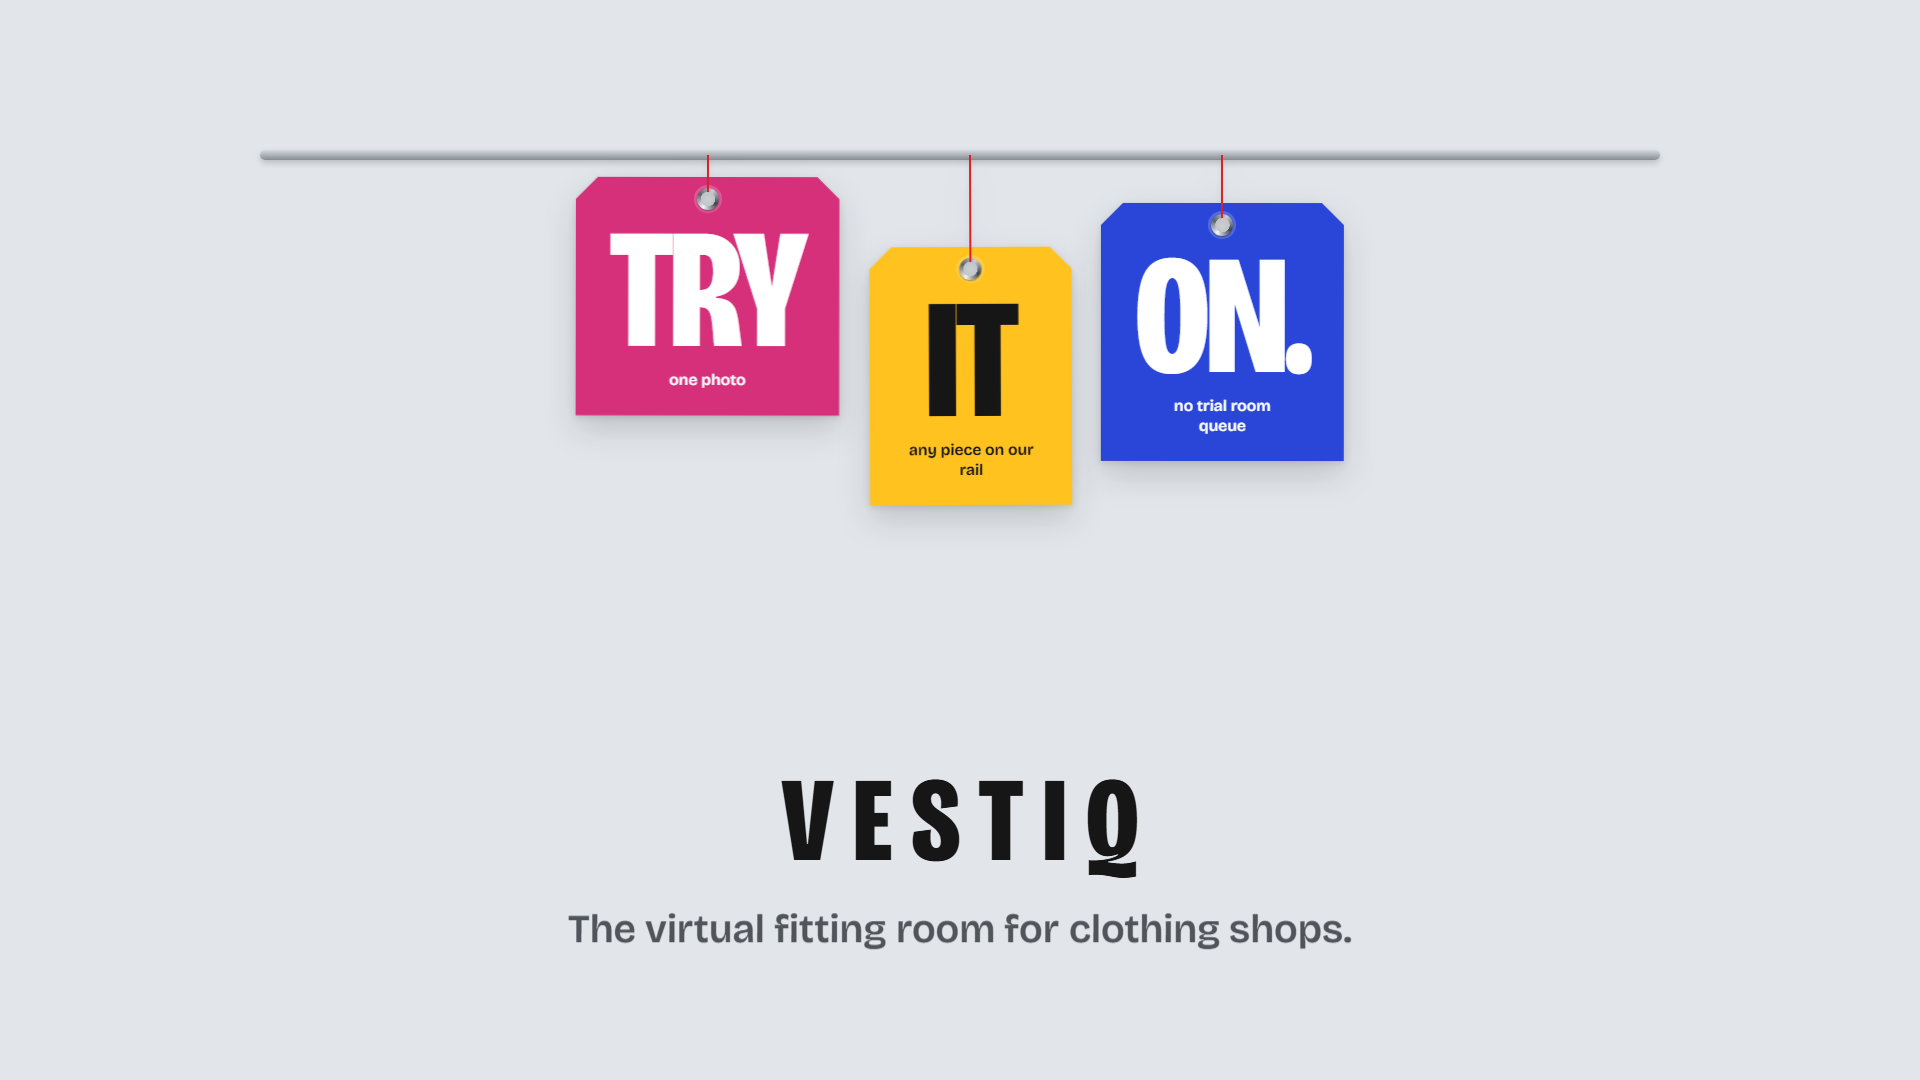 TRY
one photo
IT
any piece on our
rail
ON.
no trial room
queue
VESTIQ
The virtual fitting room for clothing shops.